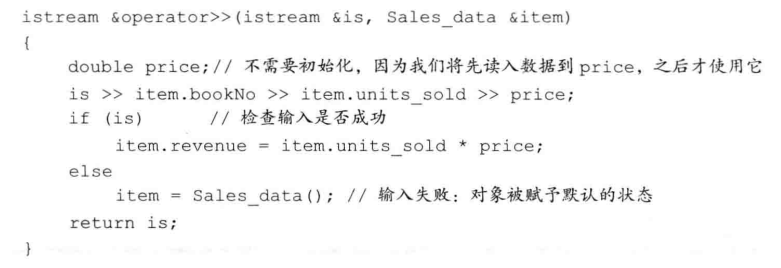 istream &operator>>(istream &is, Sales_data &item)
{
    double price;// 不需要初始化，因为我们将先读入数据到 price，之后才使用它
    is >> item.bookNo >> item.units_sold >> price;
    if (is)      // 检查输入是否成功
        item.revenue = item.units_sold * price;
    else
        item = Sales_data(); // 输入失败：对象被赋予默认的状态
    return is;
}